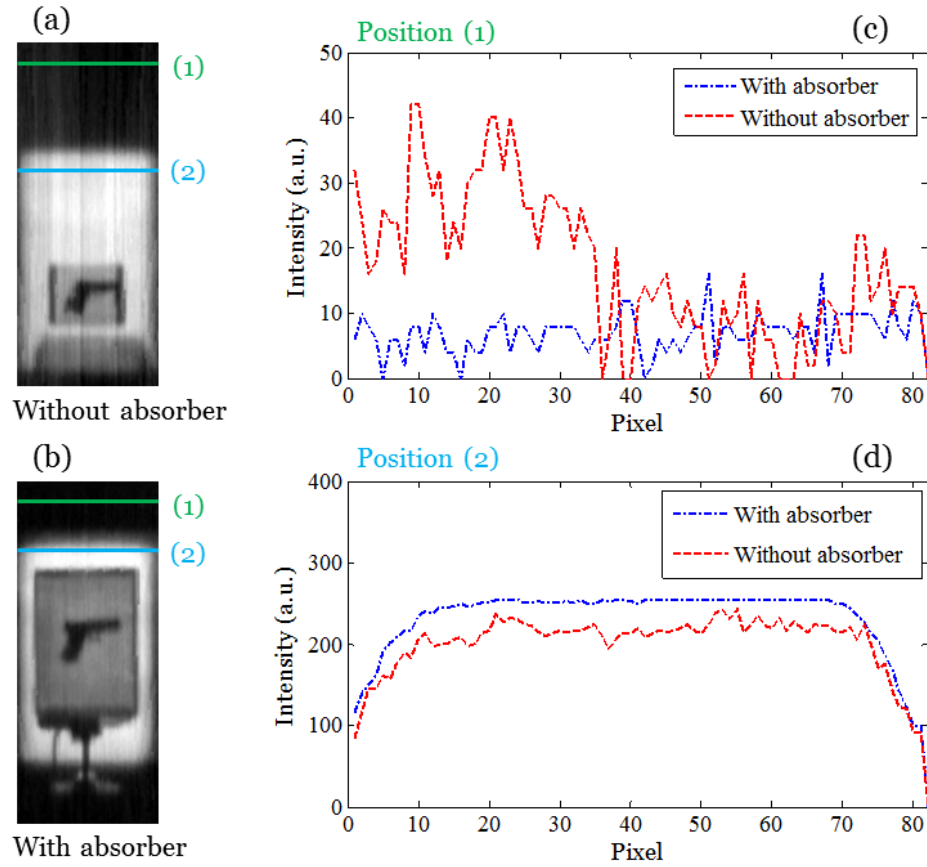 (a)
(1)
(2)
Without absorber
(b)
(1)
(2)
With absorber
Position (1)
(c)
With absorber
Without absorber
Intensity (a.u.)
50
40
30
20
10
0
0 10 20 30 40 50 60 70 80
Pixel
Position (2)
(d)
With absorber
Without absorber
Intensity (a.u.)
400
300
200
100
0
0 10 20 30 40 50 60 70 80
Pixel